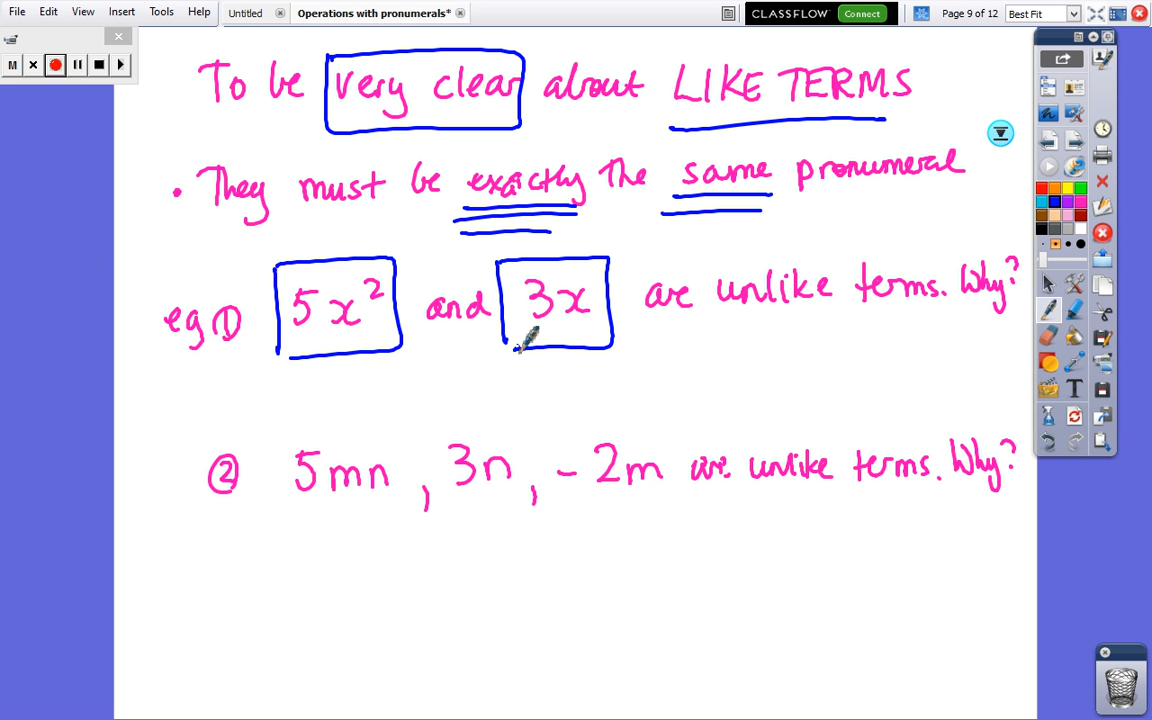 File Edit View Insert Tools Help
Untitled
Operations with pronumerals*
CLASSFLOW Connect
Page 9 of 12
Best Fit
M
To be very clear about LIKE TERMS
• They must be exactly the same pronumeral
eg ① 5x² and 3x are unlike terms. Why?
② 5mn, 3n, -2m are unlike terms. Why?
T